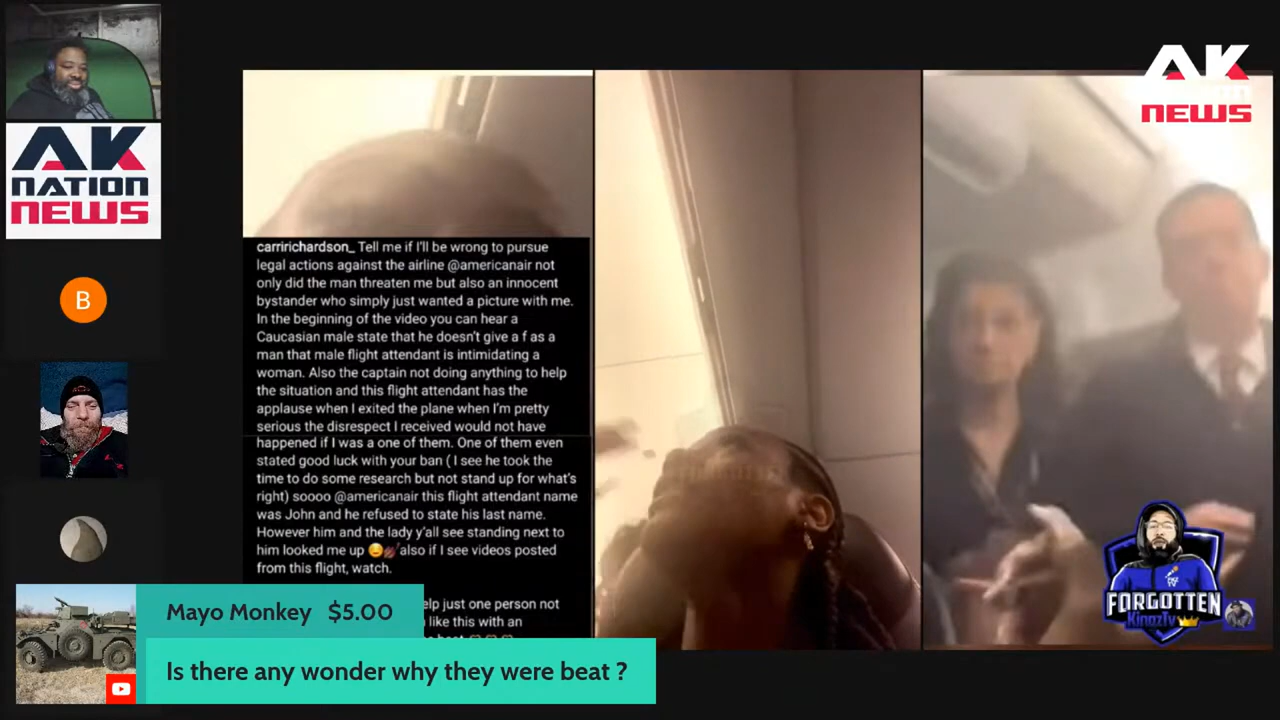 AK
NATION
NEWS
AK
NATION
NEWS
B
carririchardson_ Tell me if I'll be wrong to pursue
legal actions against the airline @americanair not
only did the man threaten me but also an innocent
bystander who simply just wanted a picture with me.
In the beginning of the video you can hear a
Caucasian male state that he doesn't give a f as a
man that male flight attendant is intimidating a
woman. Also the captain not doing anything to help
the situation and this flight attendant has the
applause when I exited the plane when I'm pretty
serious the disrespect I received would not have
happened if I was a one of them. One of them even
stated good luck with your ban ( I see he took the
time to do some research but not stand up for what's
right) soooo @americanair this flight attendant name
was John and he refused to state his last name.
However him and the lady y'all see standing next to
him looked me up 😊💅🏾also if I see videos posted
from this flight, watch.
elp just one person not
like this with an
FORGOTTEN
KingzTv
Mayo Monkey $5.00
Is there any wonder why they were beat ?